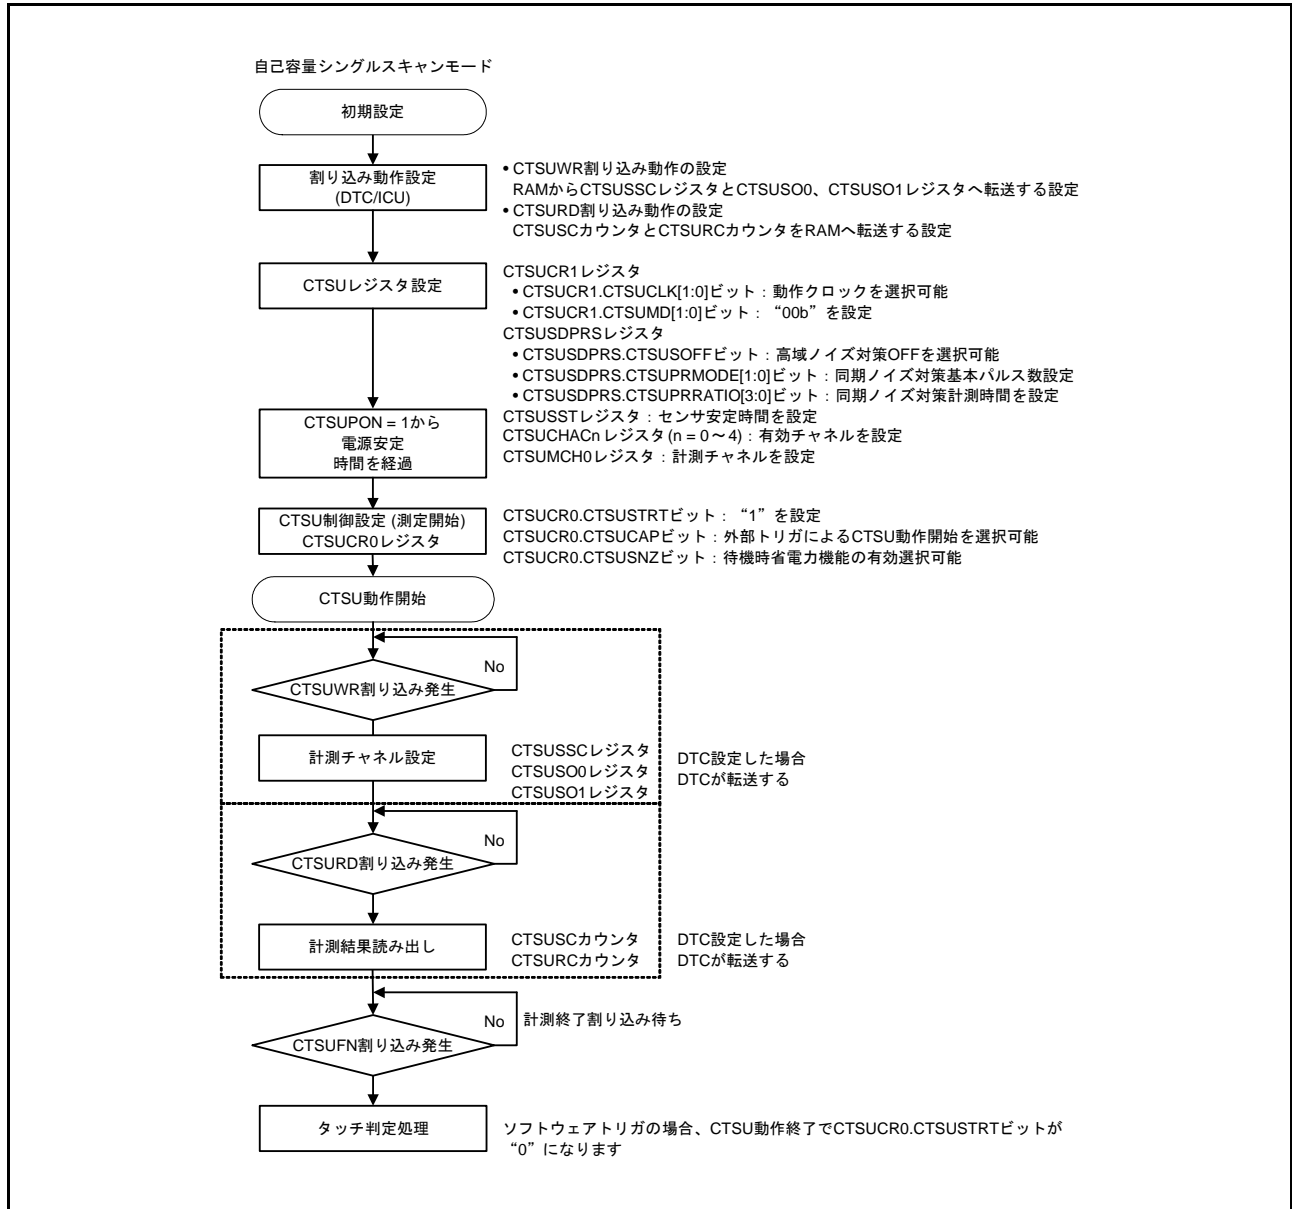 自己容量シングルスキャンモード
初期設定
割り込み動作設定
(DTC/ICU)
• CTSUWR割り込み動作の設定
RAMからCTSUSSCレジスタとCTSUSO0、CTSUSO1レジスタへ転送する設定
• CTSURD割り込み動作の設定
CTSUSCカウンタとCTSURCカウンタをRAMへ転送する設定
CTSUレジスタ設定
CTSUCR1レジスタ
• CTSUCR1.CTSUCLK[1:0]ビット：動作クロックを選択可能
• CTSUCR1.CTSUMD[1:0]ビット：“00b”を設定
CTSUSDPRSレジスタ
• CTSUSDPRS.CTSUSOFFビット：高域ノイズ対策OFFを選択可能
• CTSUSDPRS.CTSUPRMODE[1:0]ビット：同期ノイズ対策基本パルス数設定
• CTSUSDPRS.CTSUPRRATIO[3:0]ビット：同期ノイズ対策計測時間を設定
CTSUSSTレジスタ：センサ安定時間を設定
CTSUCHACnレジスタ(n = 0～4)：有効チャネルを設定
CTSUMCH0レジスタ：計測チャネルを設定
CTSUPON = 1から
電源安定
時間を経過
CTSU制御設定 (測定開始)
CTSUCR0レジスタ
CTSUCR0.CTSUSTRTビット：“1”を設定
CTSUCR0.CTSUCAPビット：外部トリガによるCTSU動作開始を選択可能
CTSUCR0.CTSUSNZビット：待機時省電力機能の有効選択可能
CTSU動作開始
No
CTSUWR割り込み発生
計測チャネル設定
CTSUSSCレジスタ
CTSUSO0レジスタ
CTSUSO1レジスタ
DTC設定した場合
DTCが転送する
No
CTSURD割り込み発生
計測結果読み出し
CTSUSCカウンタ
CTSURCカウンタ
DTC設定した場合
DTCが転送する
No
計測終了割り込み待ち
CTSUFN割り込み発生
タッチ判定処理
ソフトウェアトリガの場合、CTSU動作終了でCTSUCR0.CTSUSTRTビットが
“0”になります